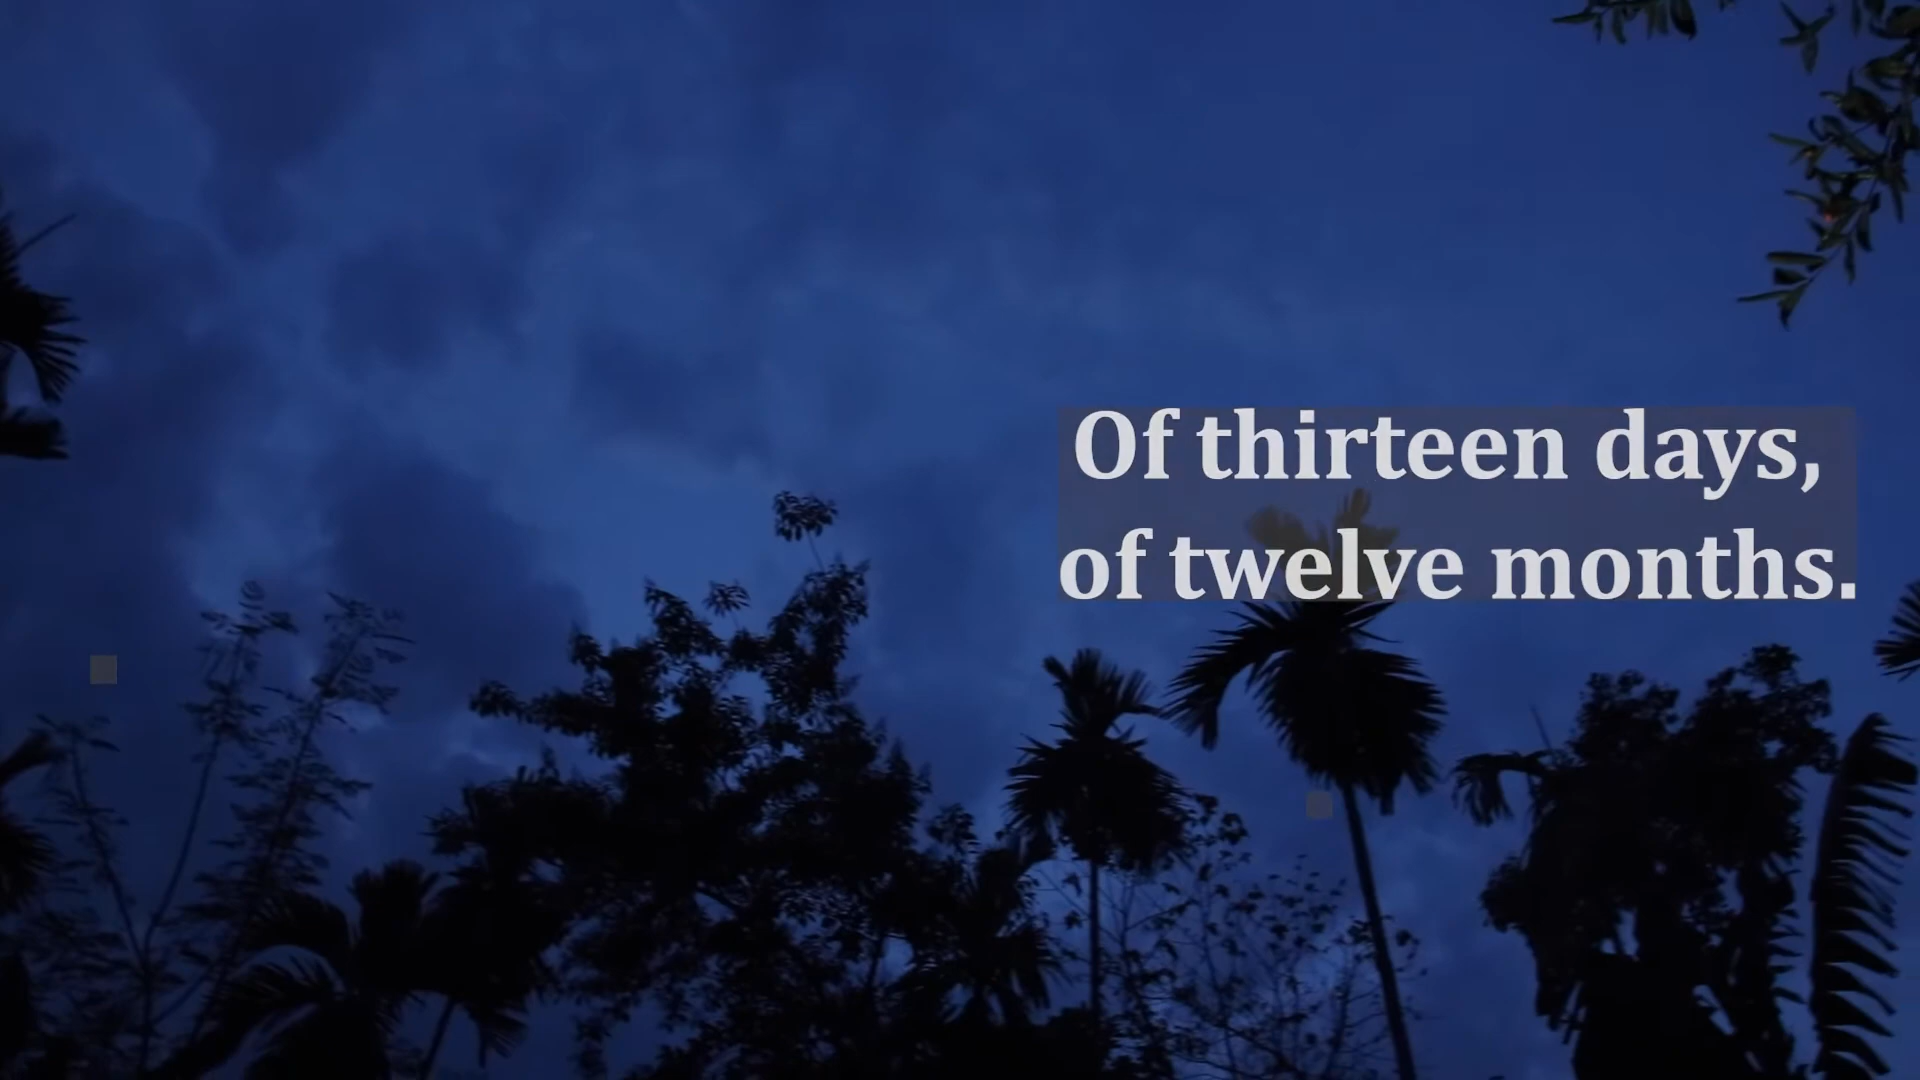 Of thirteen days,
of twelve months.